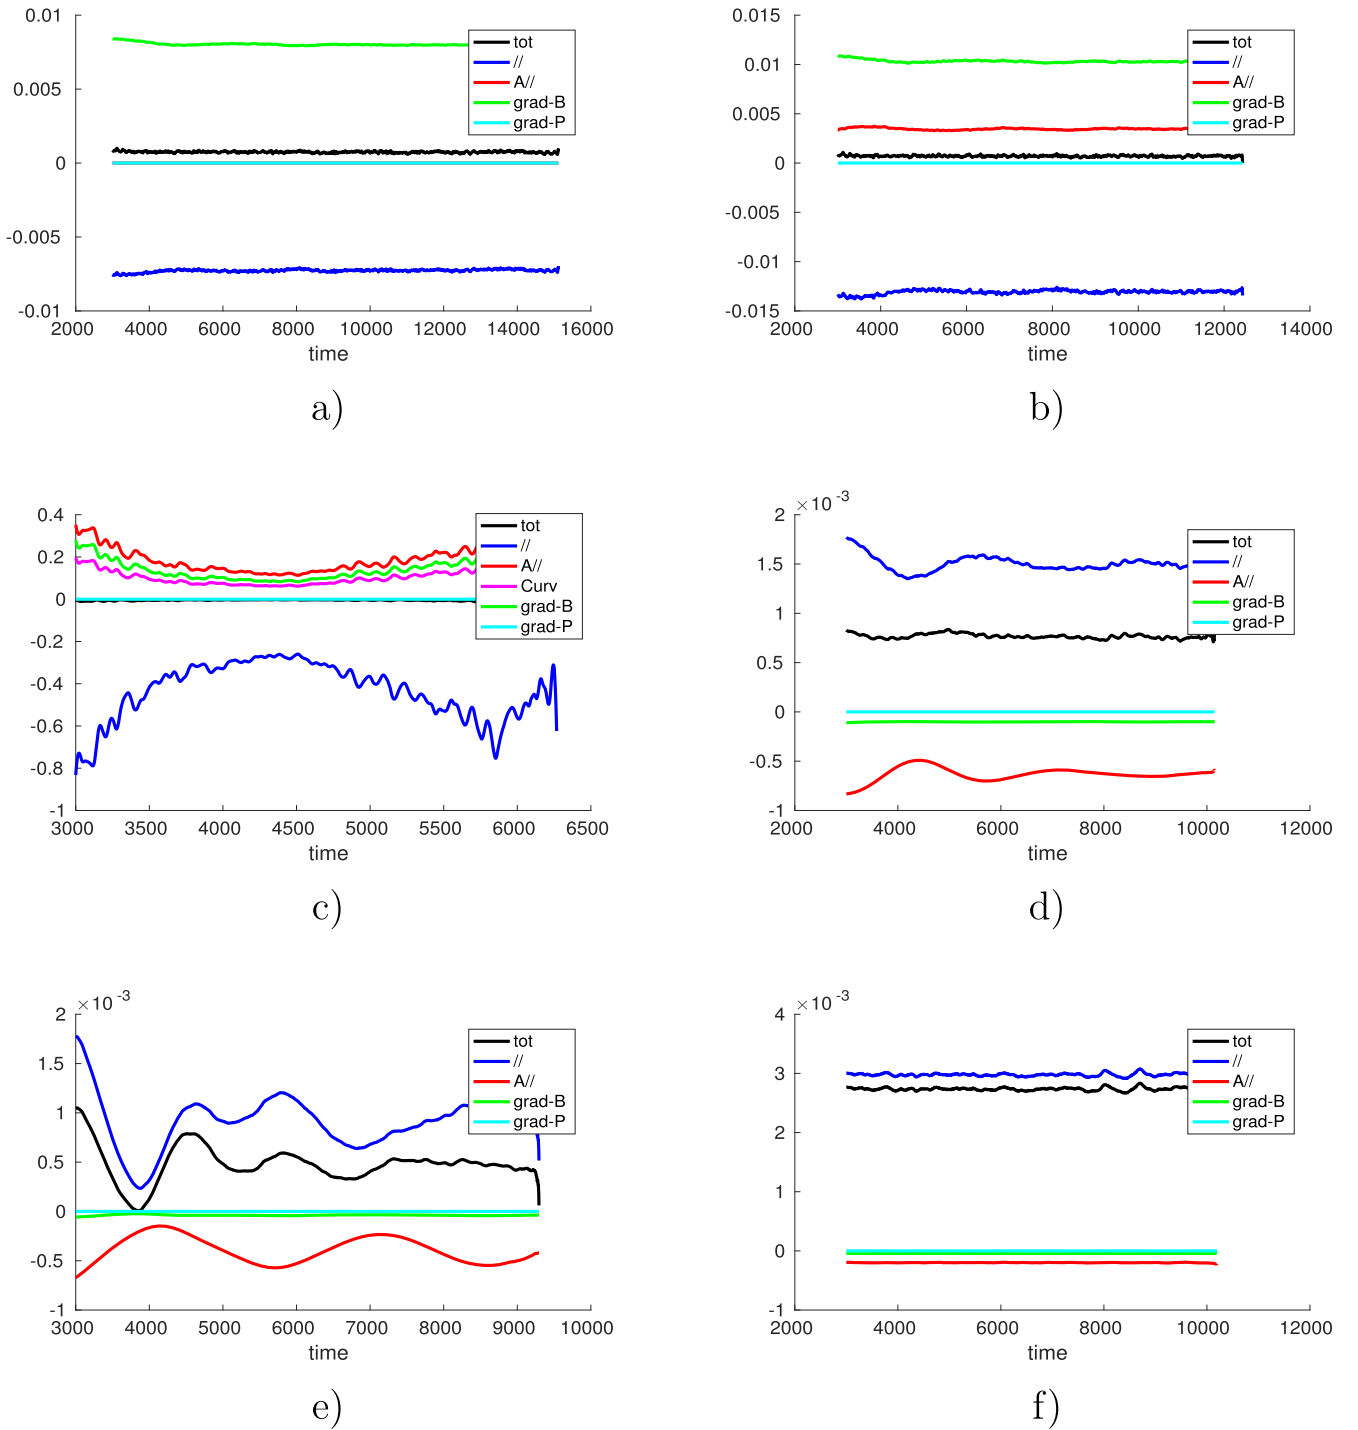 0.01
0.005
0
-0.005
-0.01
2000 4000 6000 8000 10000 12000 14000 16000
time
tot
//
A//
grad-B
grad-P
a)
0.015
0.01
0.005
0
-0.005
-0.01
-0.015
2000 4000 6000 8000 10000 12000 14000
time
tot
//
A//
grad-B
grad-P
b)
0.4
0.2
0
-0.2
-0.4
-0.6
-0.8
-1
3000 3500 4000 4500 5000 5500 6000 6500
time
tot
//
A//
Curv
grad-B
grad-P
c)
×10 -3
2
1.5
1
0.5
0
-0.5
-1
2000 4000 6000 8000 10000 12000
time
tot
//
A//
grad-B
grad-P
d)
×10 -3
2
1.5
1
0.5
0
-0.5
-1
3000 4000 5000 6000 7000 8000 9000 10000
time
tot
//
A//
grad-B
grad-P
e)
×10 -3
4
3
2
1
0
-1
2000 4000 6000 8000 10000 12000
time
tot
//
A//
grad-B
grad-P
f)